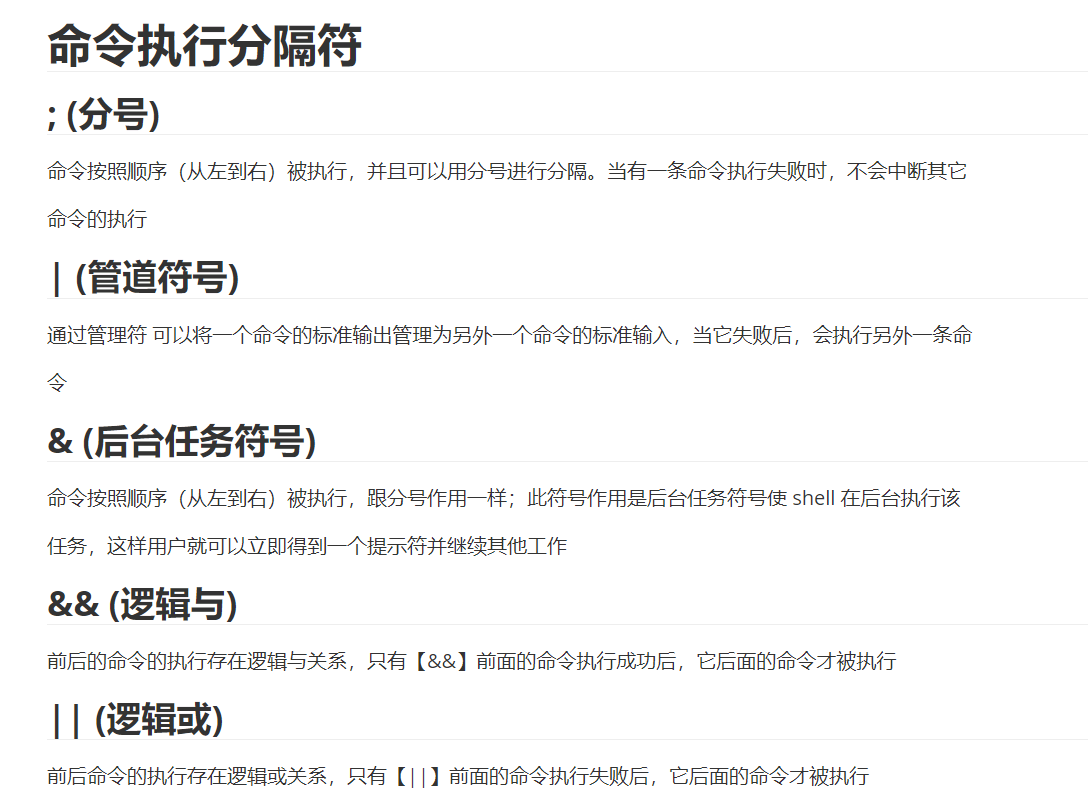 命令执行分隔符
; (分号)
命令按照顺序（从左到右）被执行，并且可以用分号进行分隔。当有一条命令执行失败时，不会中断其它
命令的执行
| (管道符号)
通过管理符 可以将一个命令的标准输出管理为另外一个命令的标准输入，当它失败后，会执行另外一条命
令
& (后台任务符号)
命令按照顺序（从左到右）被执行，跟分号作用一样；此符号作用是后台任务符号使 shell 在后台执行该
任务，这样用户就可以立即得到一个提示符并继续其他工作
&& (逻辑与)
前后的命令的执行存在逻辑与关系，只有【&&】前面的命令执行成功后，它后面的命令才被执行
|| (逻辑或)
前后命令的执行存在逻辑或关系，只有【||】前面的命令执行失败后，它后面的命令才被执行